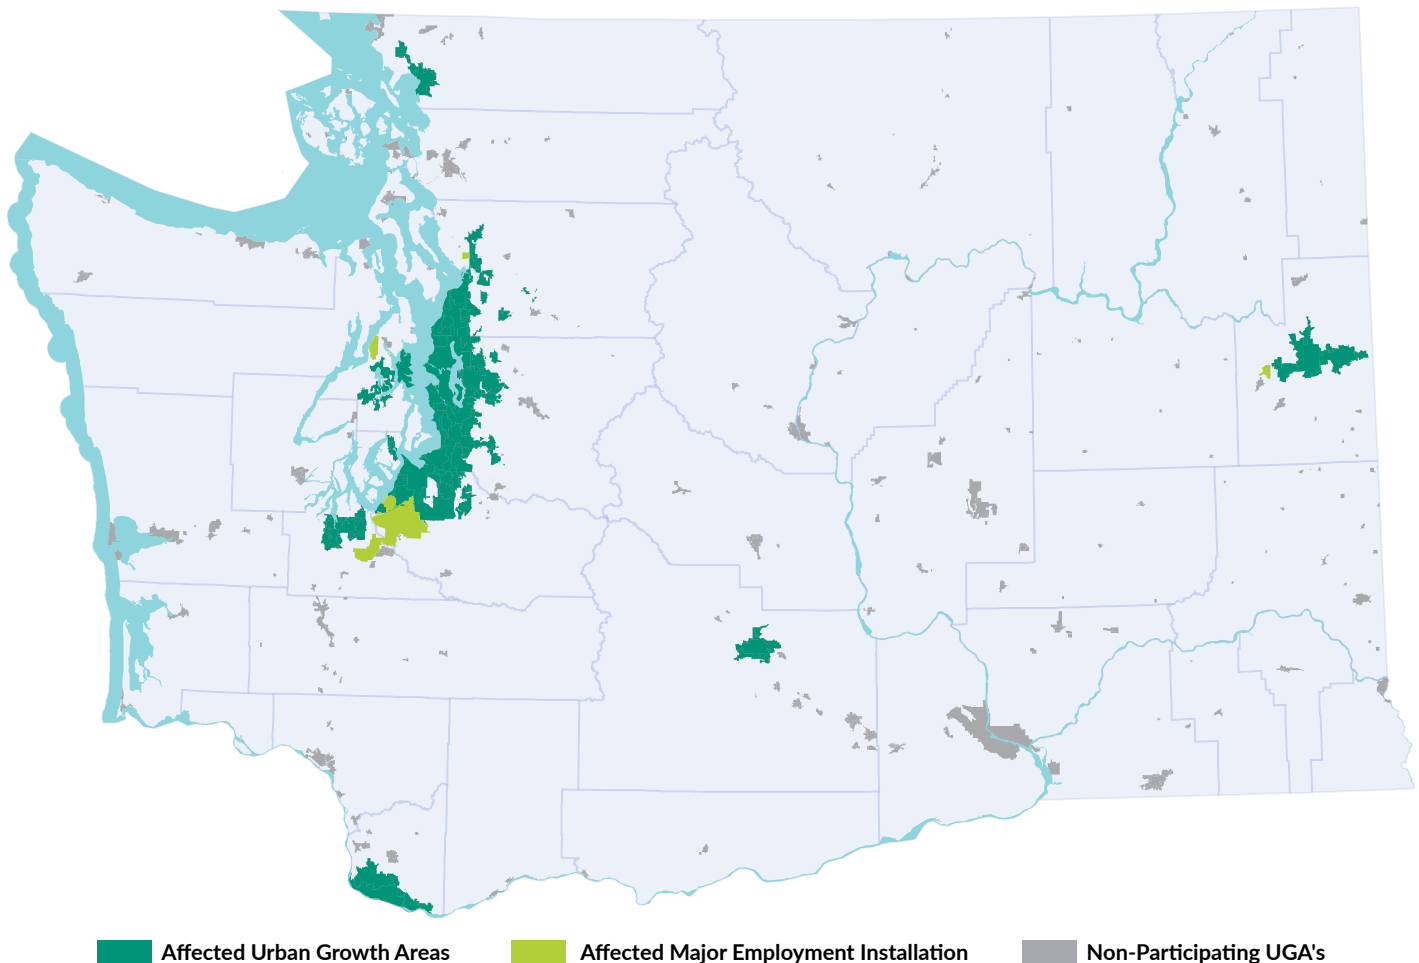 Affected Urban Growth Areas
Affected Major Employment Installation
Non-Participating UGA's